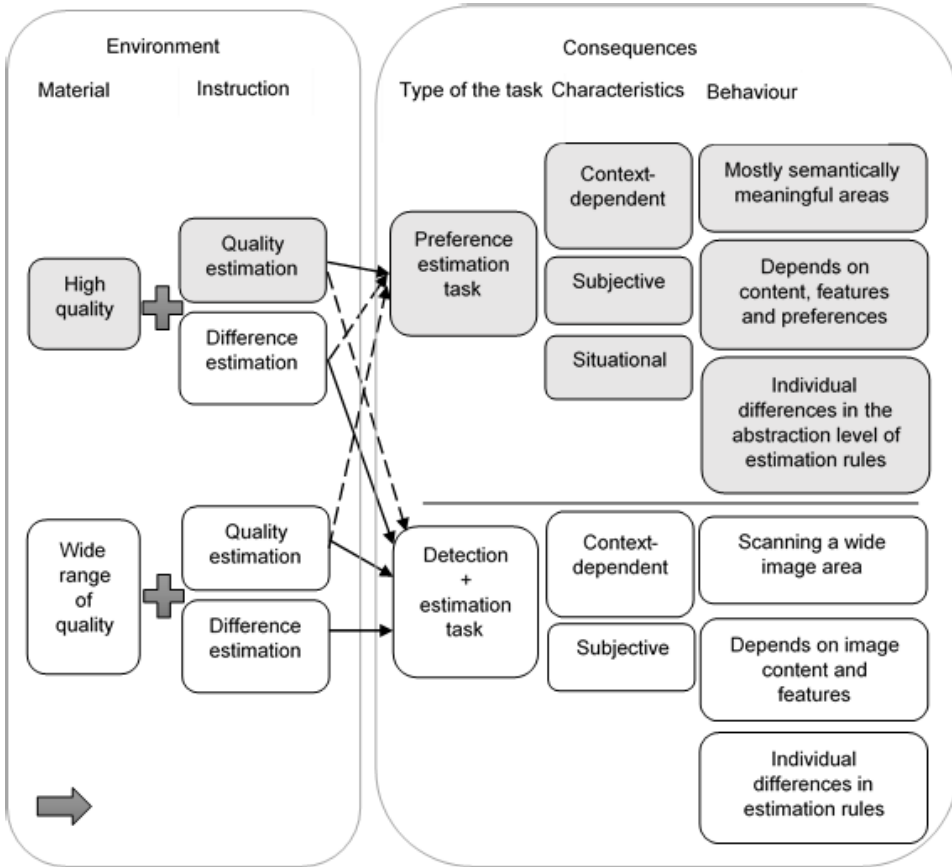 Environment
Material
Instruction
High
quality
Quality
estimation
Difference
estimation
Wide
range
of
quality
Quality
estimation
Difference
estimation
Consequences
Type of the task
Characteristics
Behaviour
Preference
estimation
task
Context-
dependent
Subjective
Situational
Mostly semantically
meaningful areas
Depends on
content, features
and preferences
Individual
differences in the
abstraction level of
estimation rules
Detection
+
estimation
task
Context-
dependent
Subjective
Scanning a wide
image area
Depends on image
content and
features
Individual
differences in
estimation rules